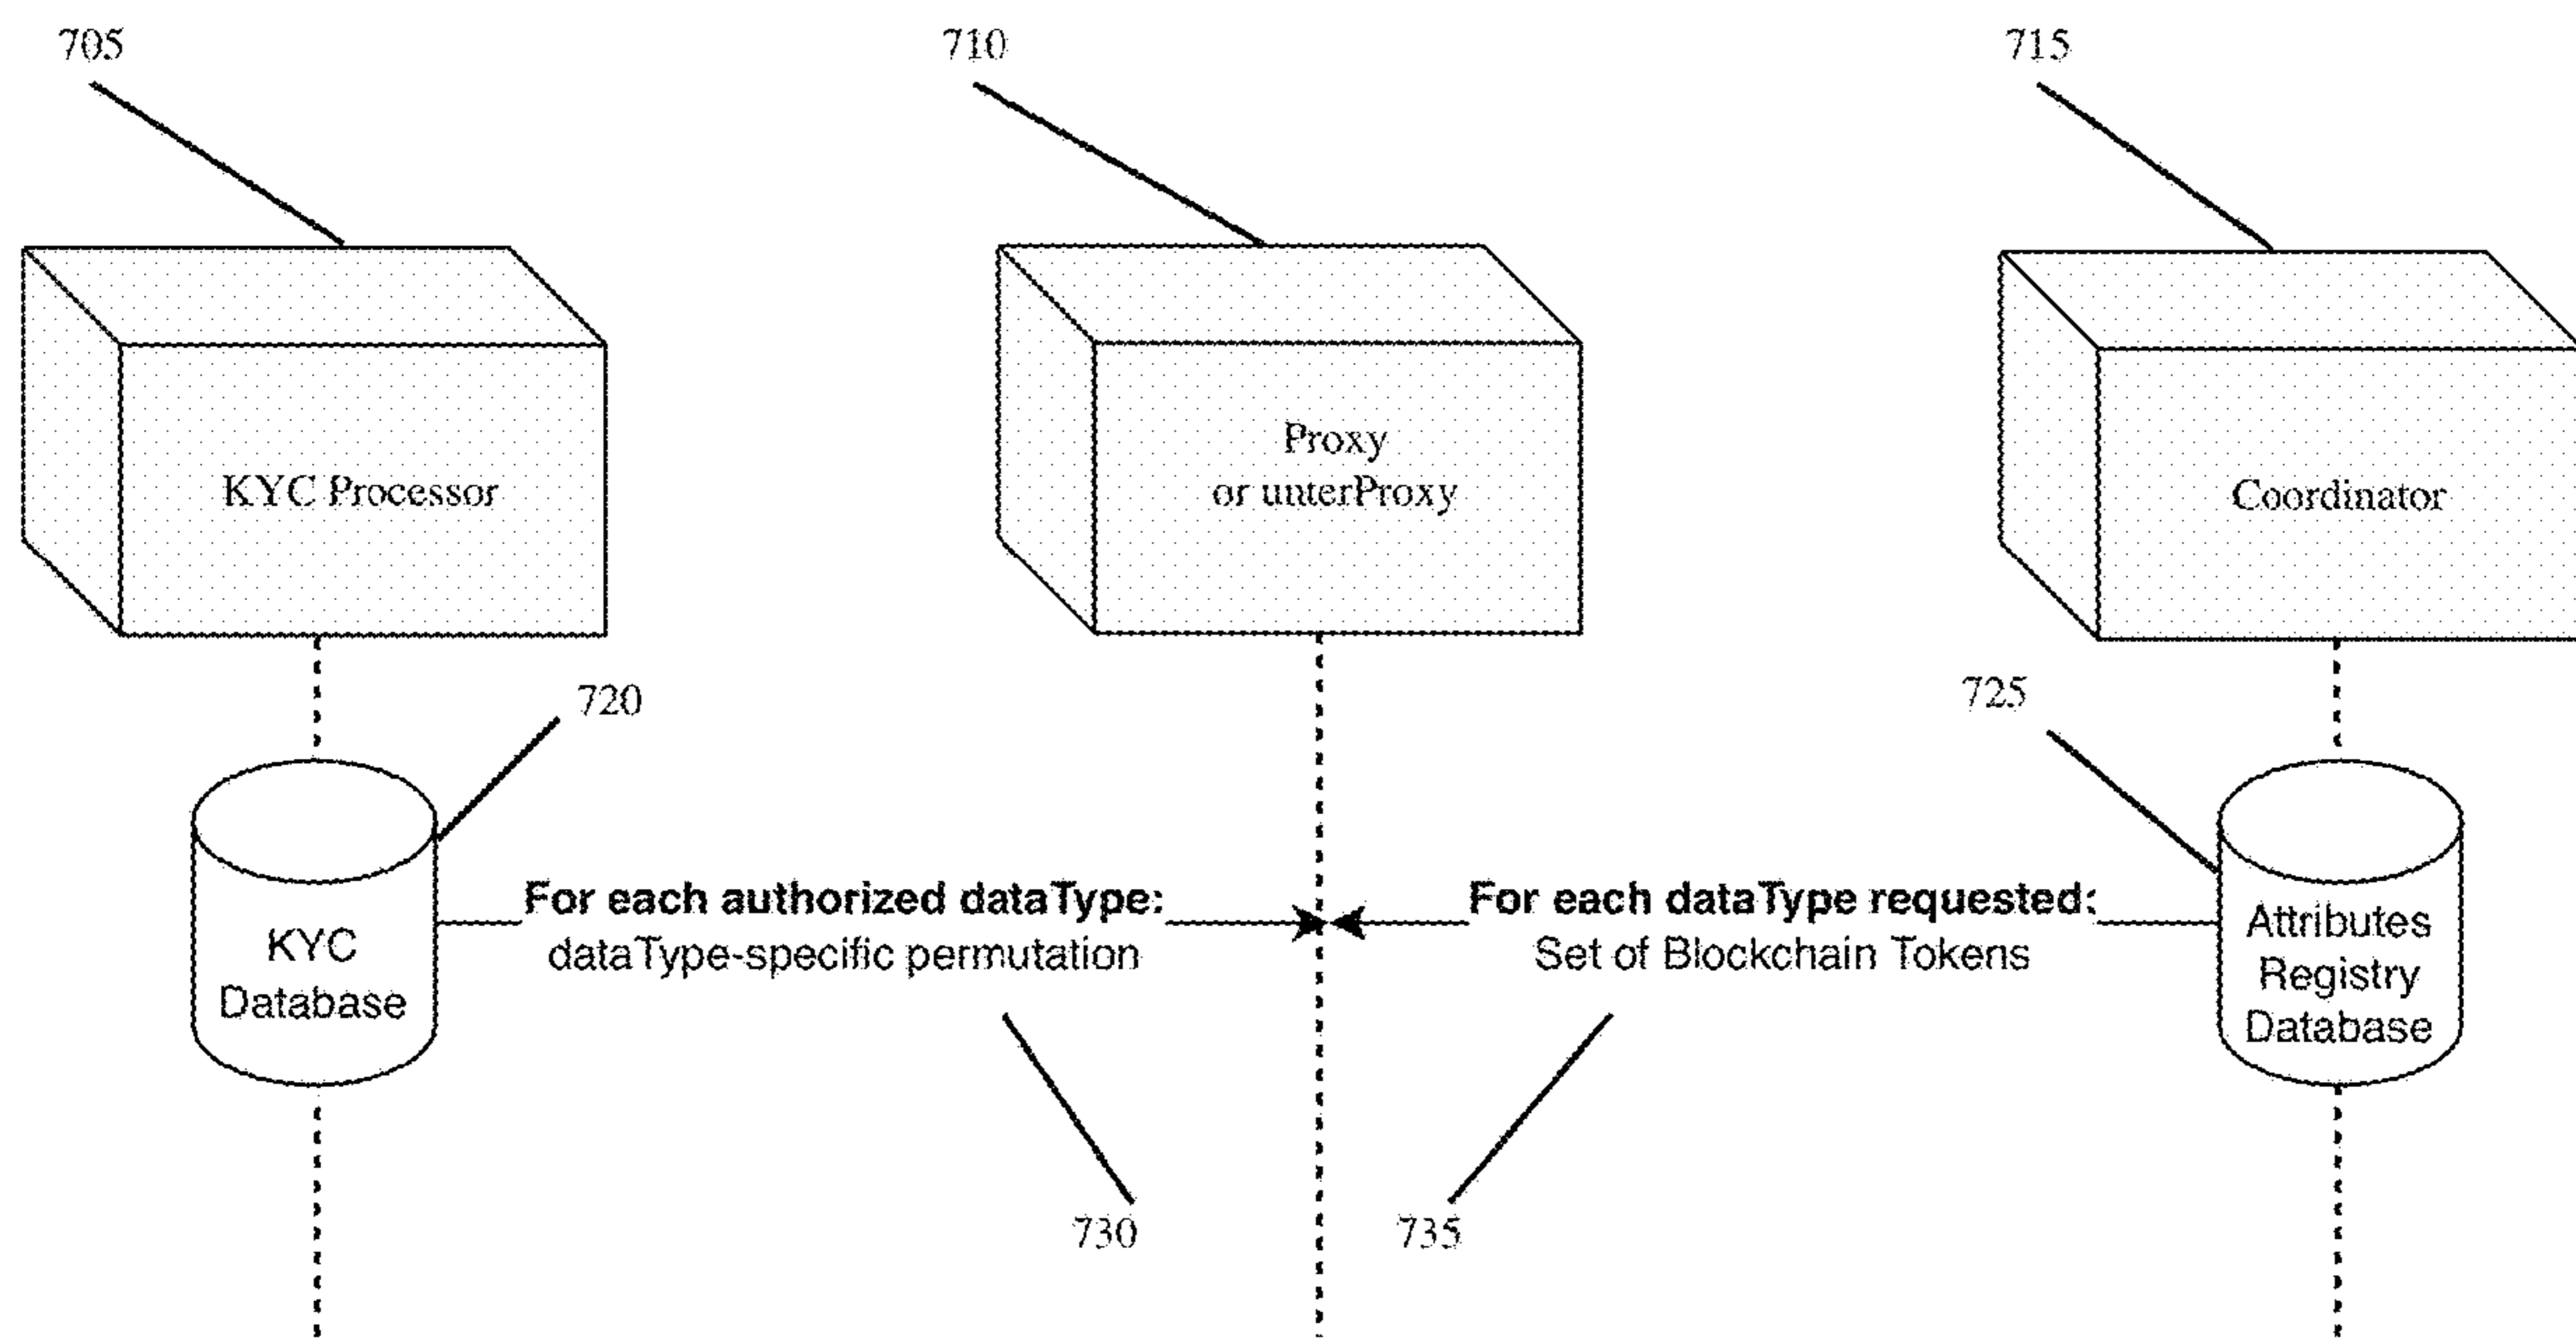 705
710
715
KYC Processor
Proxy
or unterProxy
Coordinator
720
725
For each authorized dataType:
dataType-specific permutation
For each dataType requested:
Set of Blockchain Tokens
KYC
Database
Attributes
Registry
Database
730
735